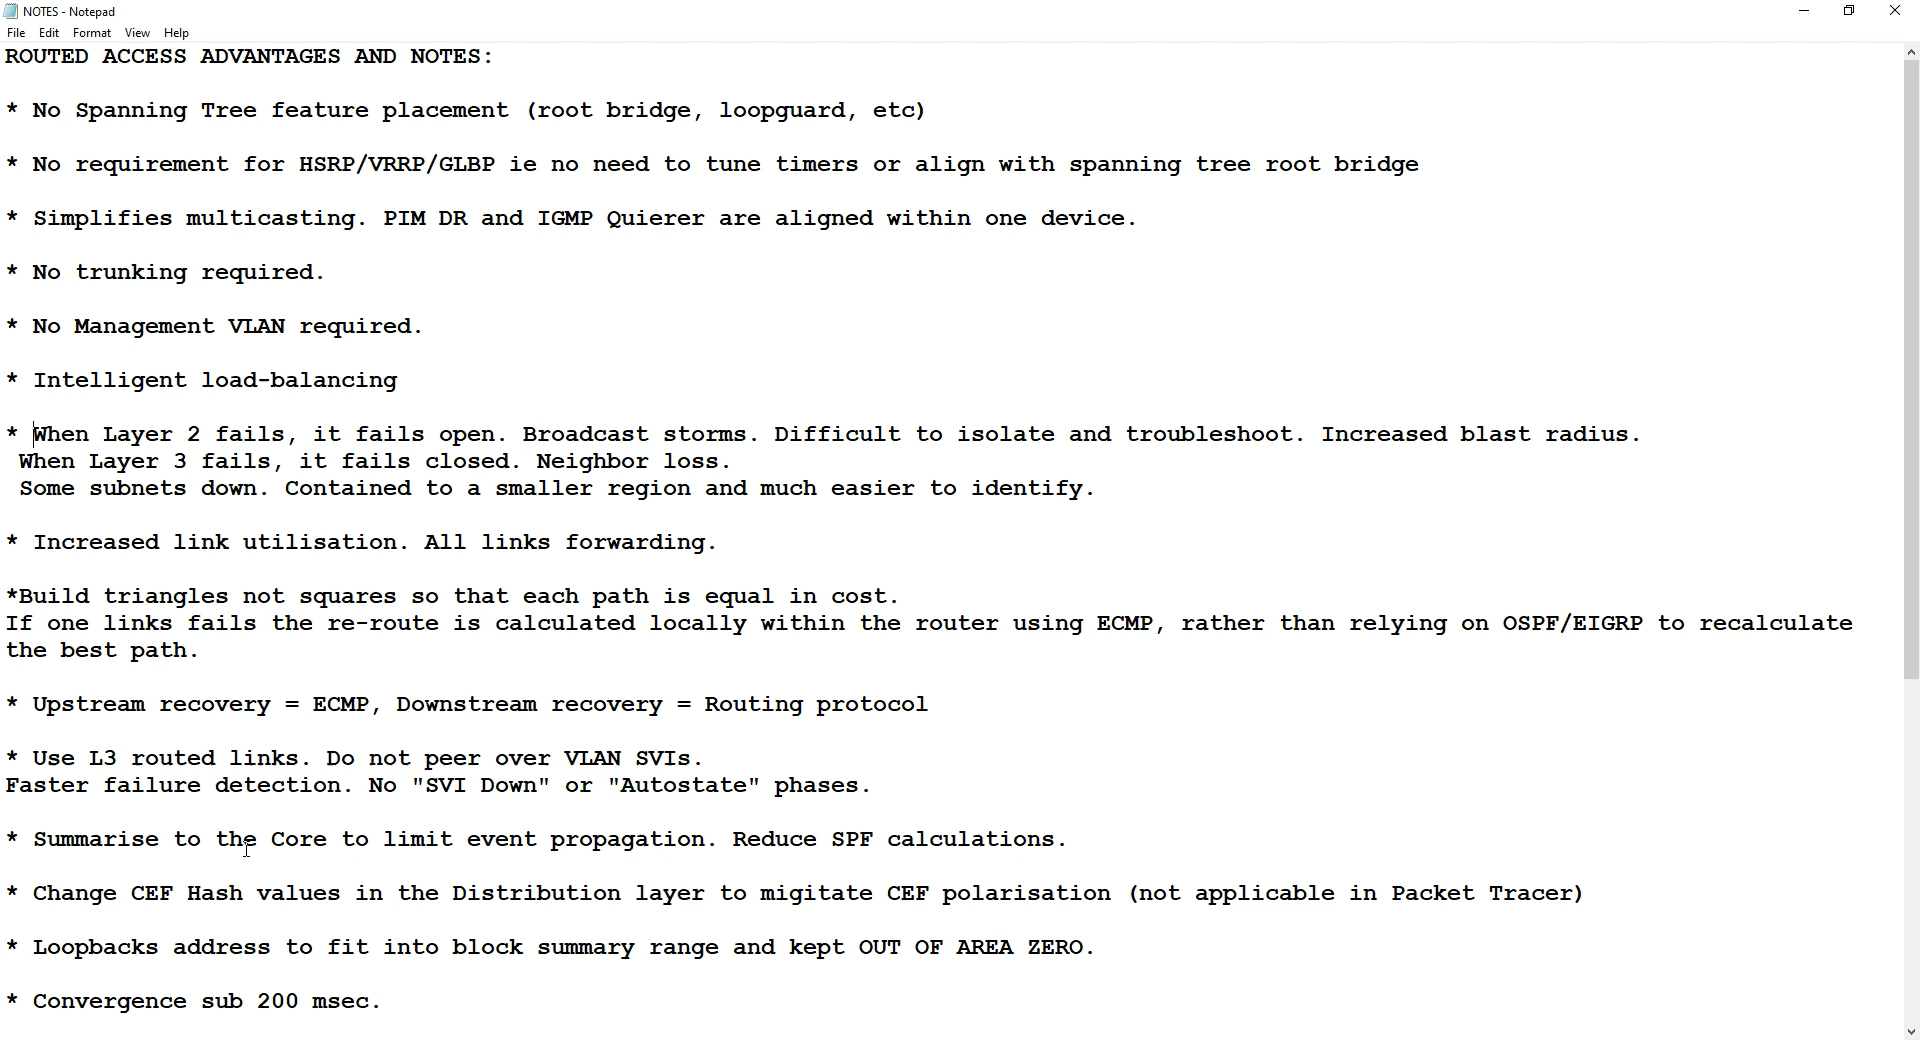 NOTES - Notepad
File Edit Format View Help
ROUTED ACCESS ADVANTAGES AND NOTES:
* No Spanning Tree feature placement (root bridge, loopguard, etc)
* No requirement for HSRP/VRRP/GLBP ie no need to tune timers or align with spanning tree root bridge
* Simplifies multicasting. PIM DR and IGMP Quierer are aligned within one device.
* No trunking required.
* No Management VLAN required.
* Intelligent load-balancing
* When Layer 2 fails, it fails open. Broadcast storms. Difficult to isolate and troubleshoot. Increased blast radius.
When Layer 3 fails, it fails closed. Neighbor loss.
Some subnets down. Contained to a smaller region and much easier to identify.
* Increased link utilisation. All links forwarding.
*Build triangles not squares so that each path is equal in cost.
If one links fails the re-route is calculated locally within the router using ECMP, rather than relying on OSPF/EIGRP to recalculate
the best path.
* Upstream recovery = ECMP, Downstream recovery = Routing protocol
* Use L3 routed links. Do not peer over VLAN SVIs.
Faster failure detection. No "SVI Down" or "Autostate" phases.
* Summarise to the Core to limit event propagation. Reduce SPF calculations.
* Change CEF Hash values in the Distribution layer to migitate CEF polarisation (not applicable in Packet Tracer)
* Loopbacks address to fit into block summary range and kept OUT OF AREA ZERO.
* Convergence sub 200 msec.